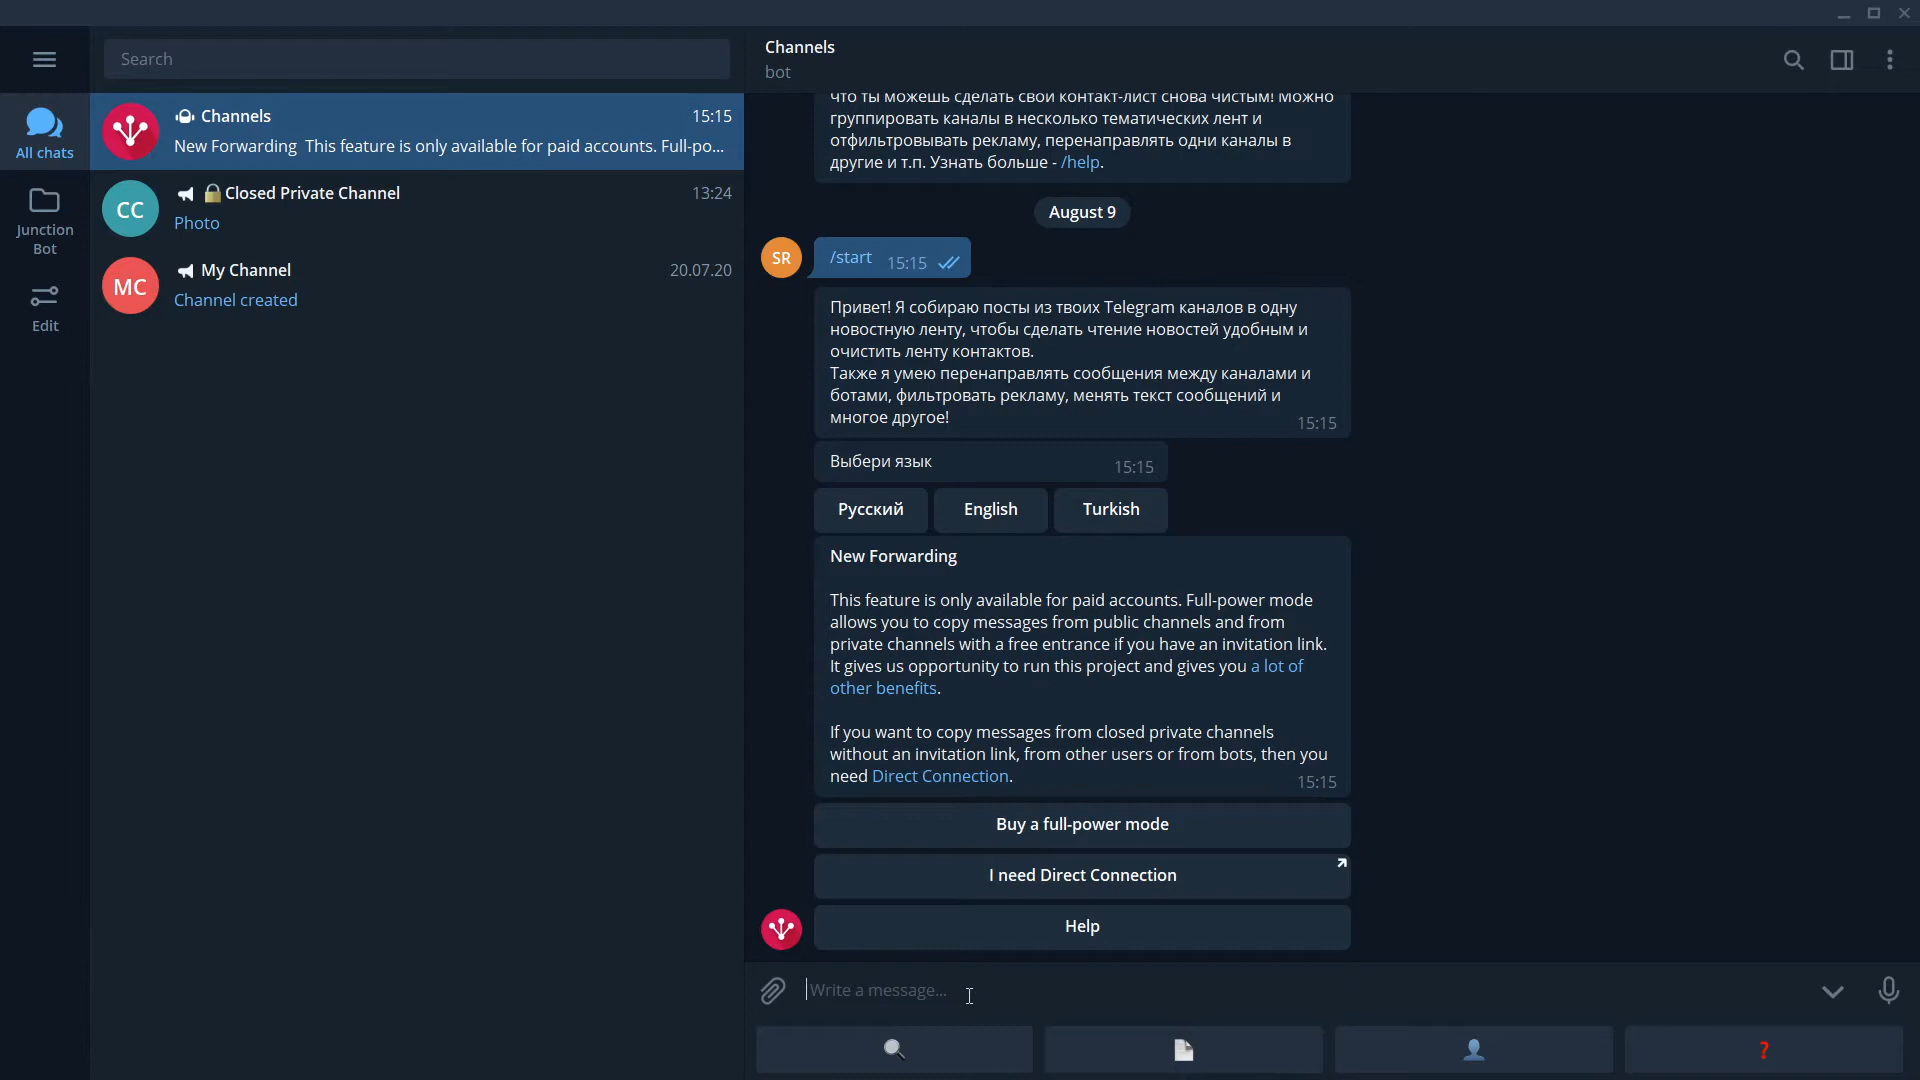 Search
All chats
Junction
Bot
Edit
Channels
15:15
New Forwarding This feature is only available for paid accounts. Full-po...
CC
🔒Closed Private Channel
13:24
Photo
MC
My Channel
20.07.20
Channel created
Channels
bot
что ты можешь сделать свой контакт-лист снова чистым! Можно
группировать каналы в несколько тематических лент и
отфильтровывать рекламу, перенаправлять одни каналы в
другие и т.п. Узнать больше - /help.
August 9
SR
/start 15:15
Привет! Я собираю посты из твоих Telegram каналов в одну
новостную ленту, чтобы сделать чтение новостей удобным и
очистить ленту контактов.
Также я умею перенаправлять сообщения между каналами и
ботами, фильтровать рекламу, менять текст сообщений и
многое другое!
15:15
Выбери язык
15:15
Русский
English
Turkish
New Forwarding
This feature is only available for paid accounts. Full-power mode
allows you to copy messages from public channels and from
private channels with a free entrance if you have an invitation link.
It gives us opportunity to run this project and gives you a lot of
other benefits.
If you want to copy messages from closed private channels
without an invitation link, from other users or from bots, then you
need Direct Connection.
15:15
Buy a full-power mode
I need Direct Connection
Help
Write a message...
?